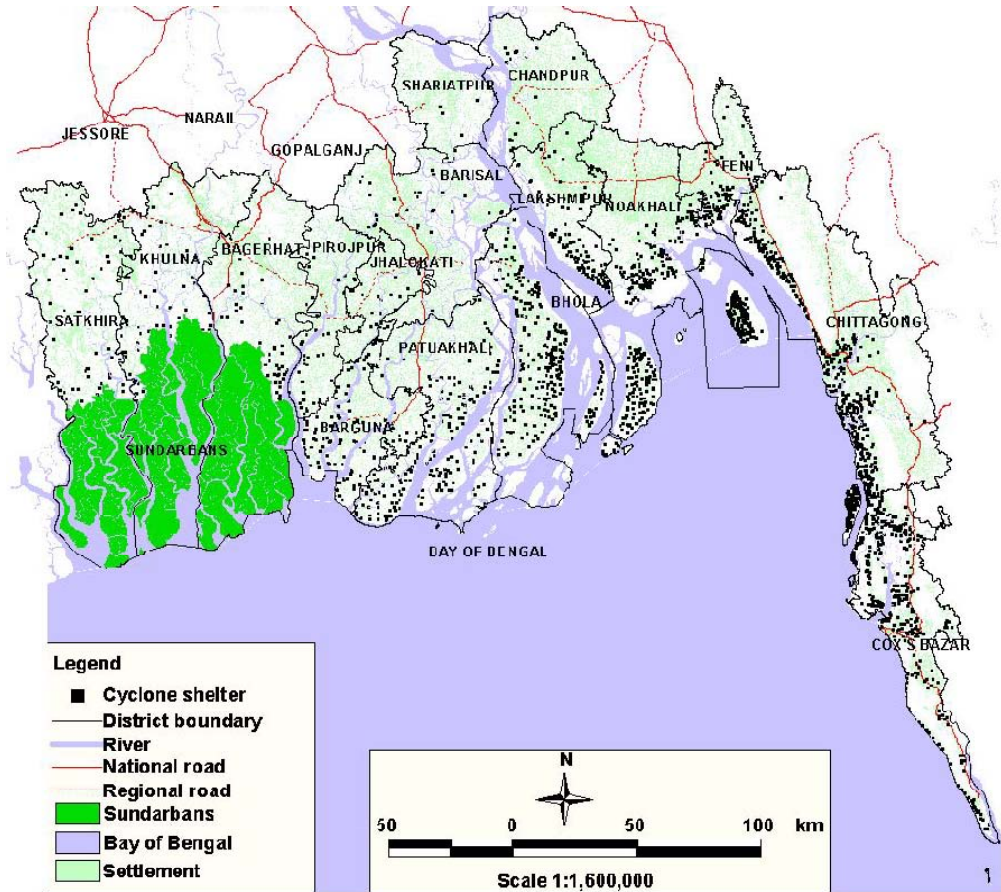 CHANDPUR
SHARIATPUR
NARAIL
JESSORE
GOPALGANJ
FENI
BARISAL
LAKSHMIPUR
NOAKHALI
BAGERHAT
PIROJPUR
KHULNA
JHALOKATI
BHOLA
SATKHIRA
CHITTAGONG
PATUAKHALI
BARGUNA
SUNDARBANS
BAY OF BENGAL
COX'S BAZAR
Legend
Cyclone shelter
District boundary
River
National road
Regional road
Sundarbans
Bay of Bengal
Settlement
N
50 0 50 100 km
Scale 1:1,600,000
1